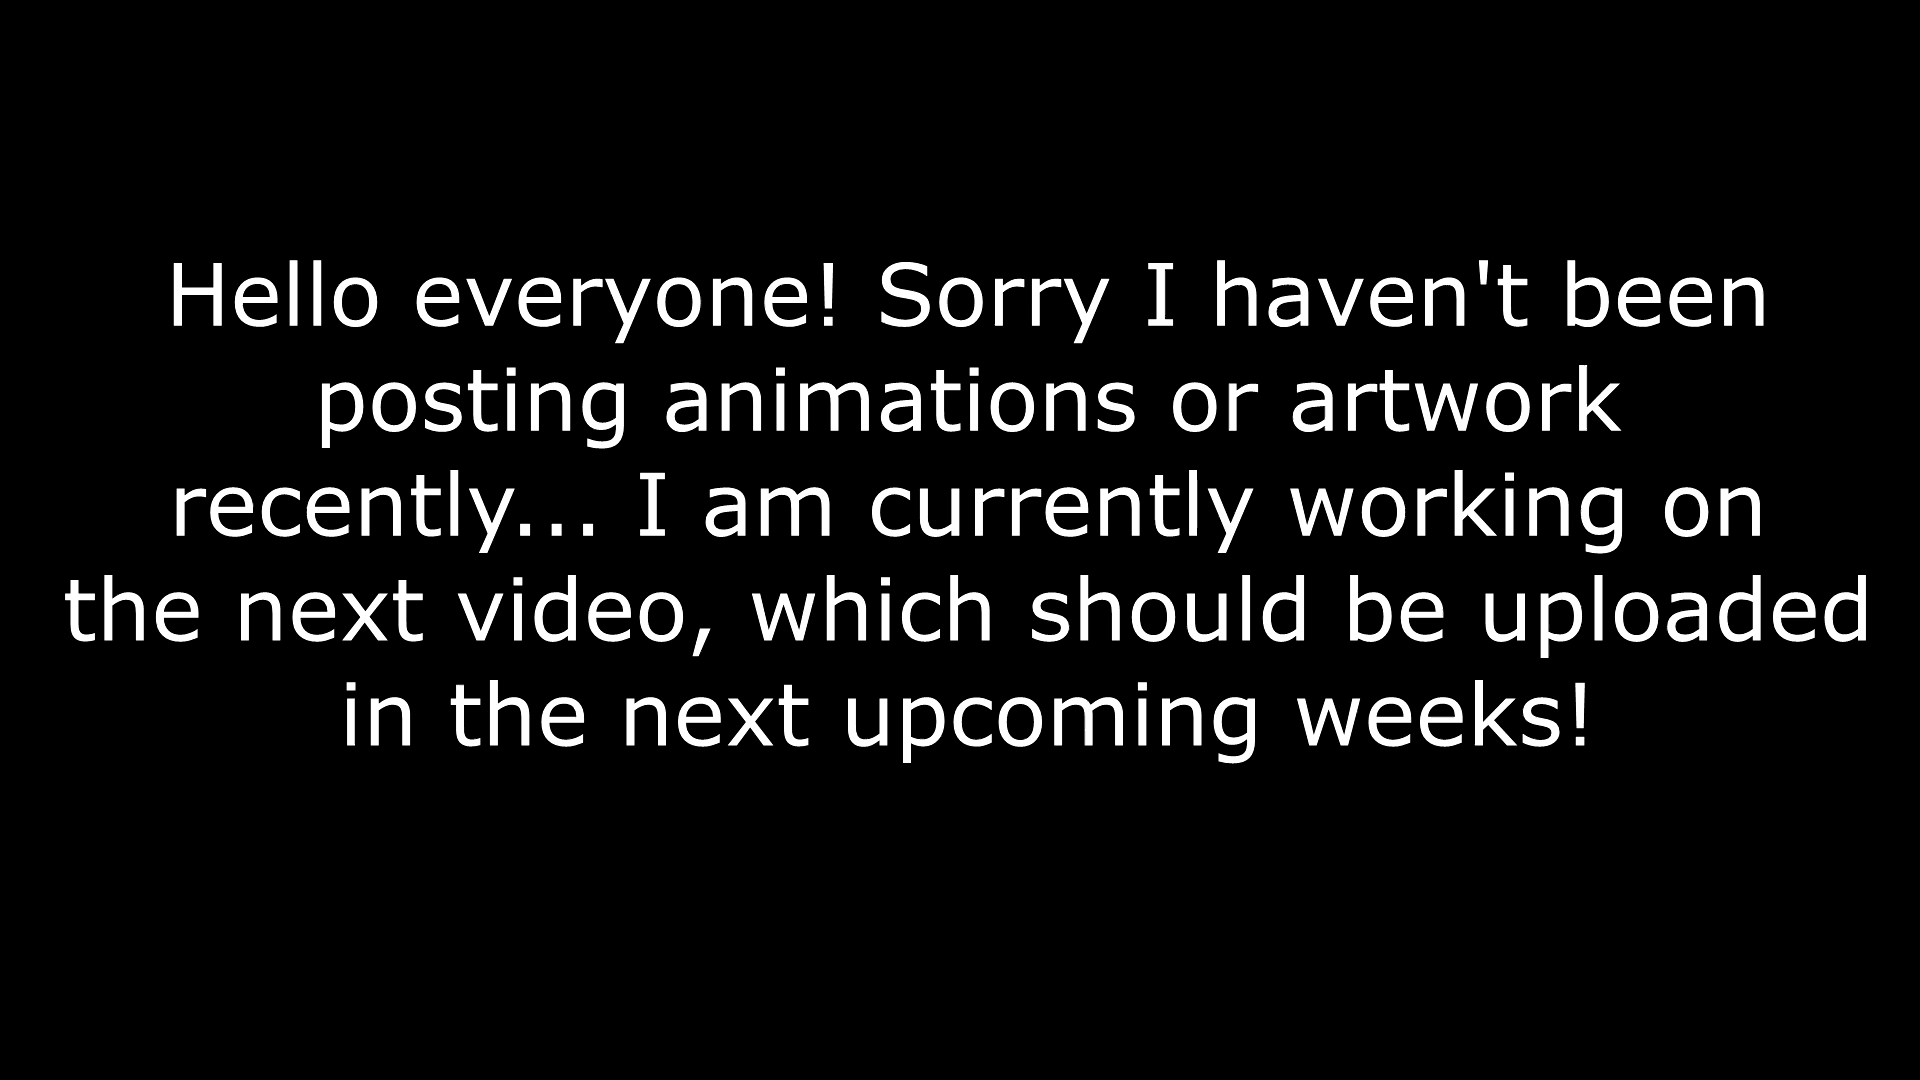 Hello everyone! Sorry I haven't been
posting animations or artwork
recently... I am currently working on
the next video, which should be uploaded
in the next upcoming weeks!